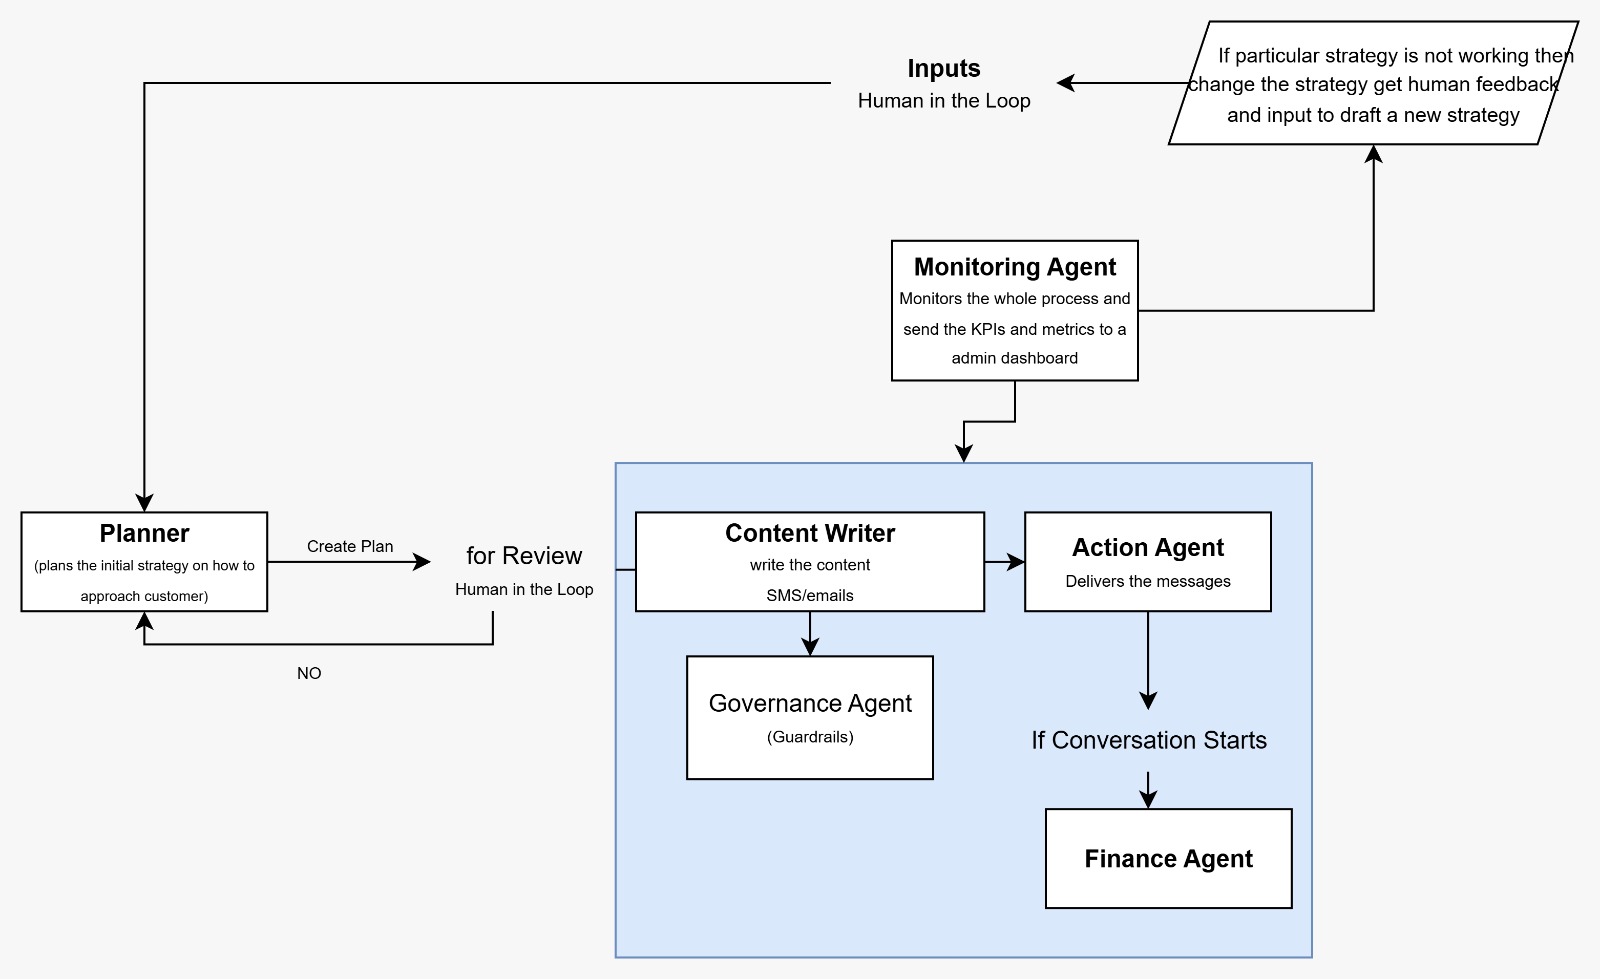 Inputs
Human in the Loop
If particular strategy is not working then
change the strategy get human feedback
and input to draft a new strategy
Monitoring Agent
Monitors the whole process and
send the KPIs and metrics to a
admin dashboard
Planner
(plans the initial strategy on how to
approach customer)
Create Plan
for Review
Human in the Loop
NO
Content Writer
write the content
SMS/emails
Action Agent
Delivers the messages
Governance Agent
(Guardrails)
If Conversation Starts
Finance Agent